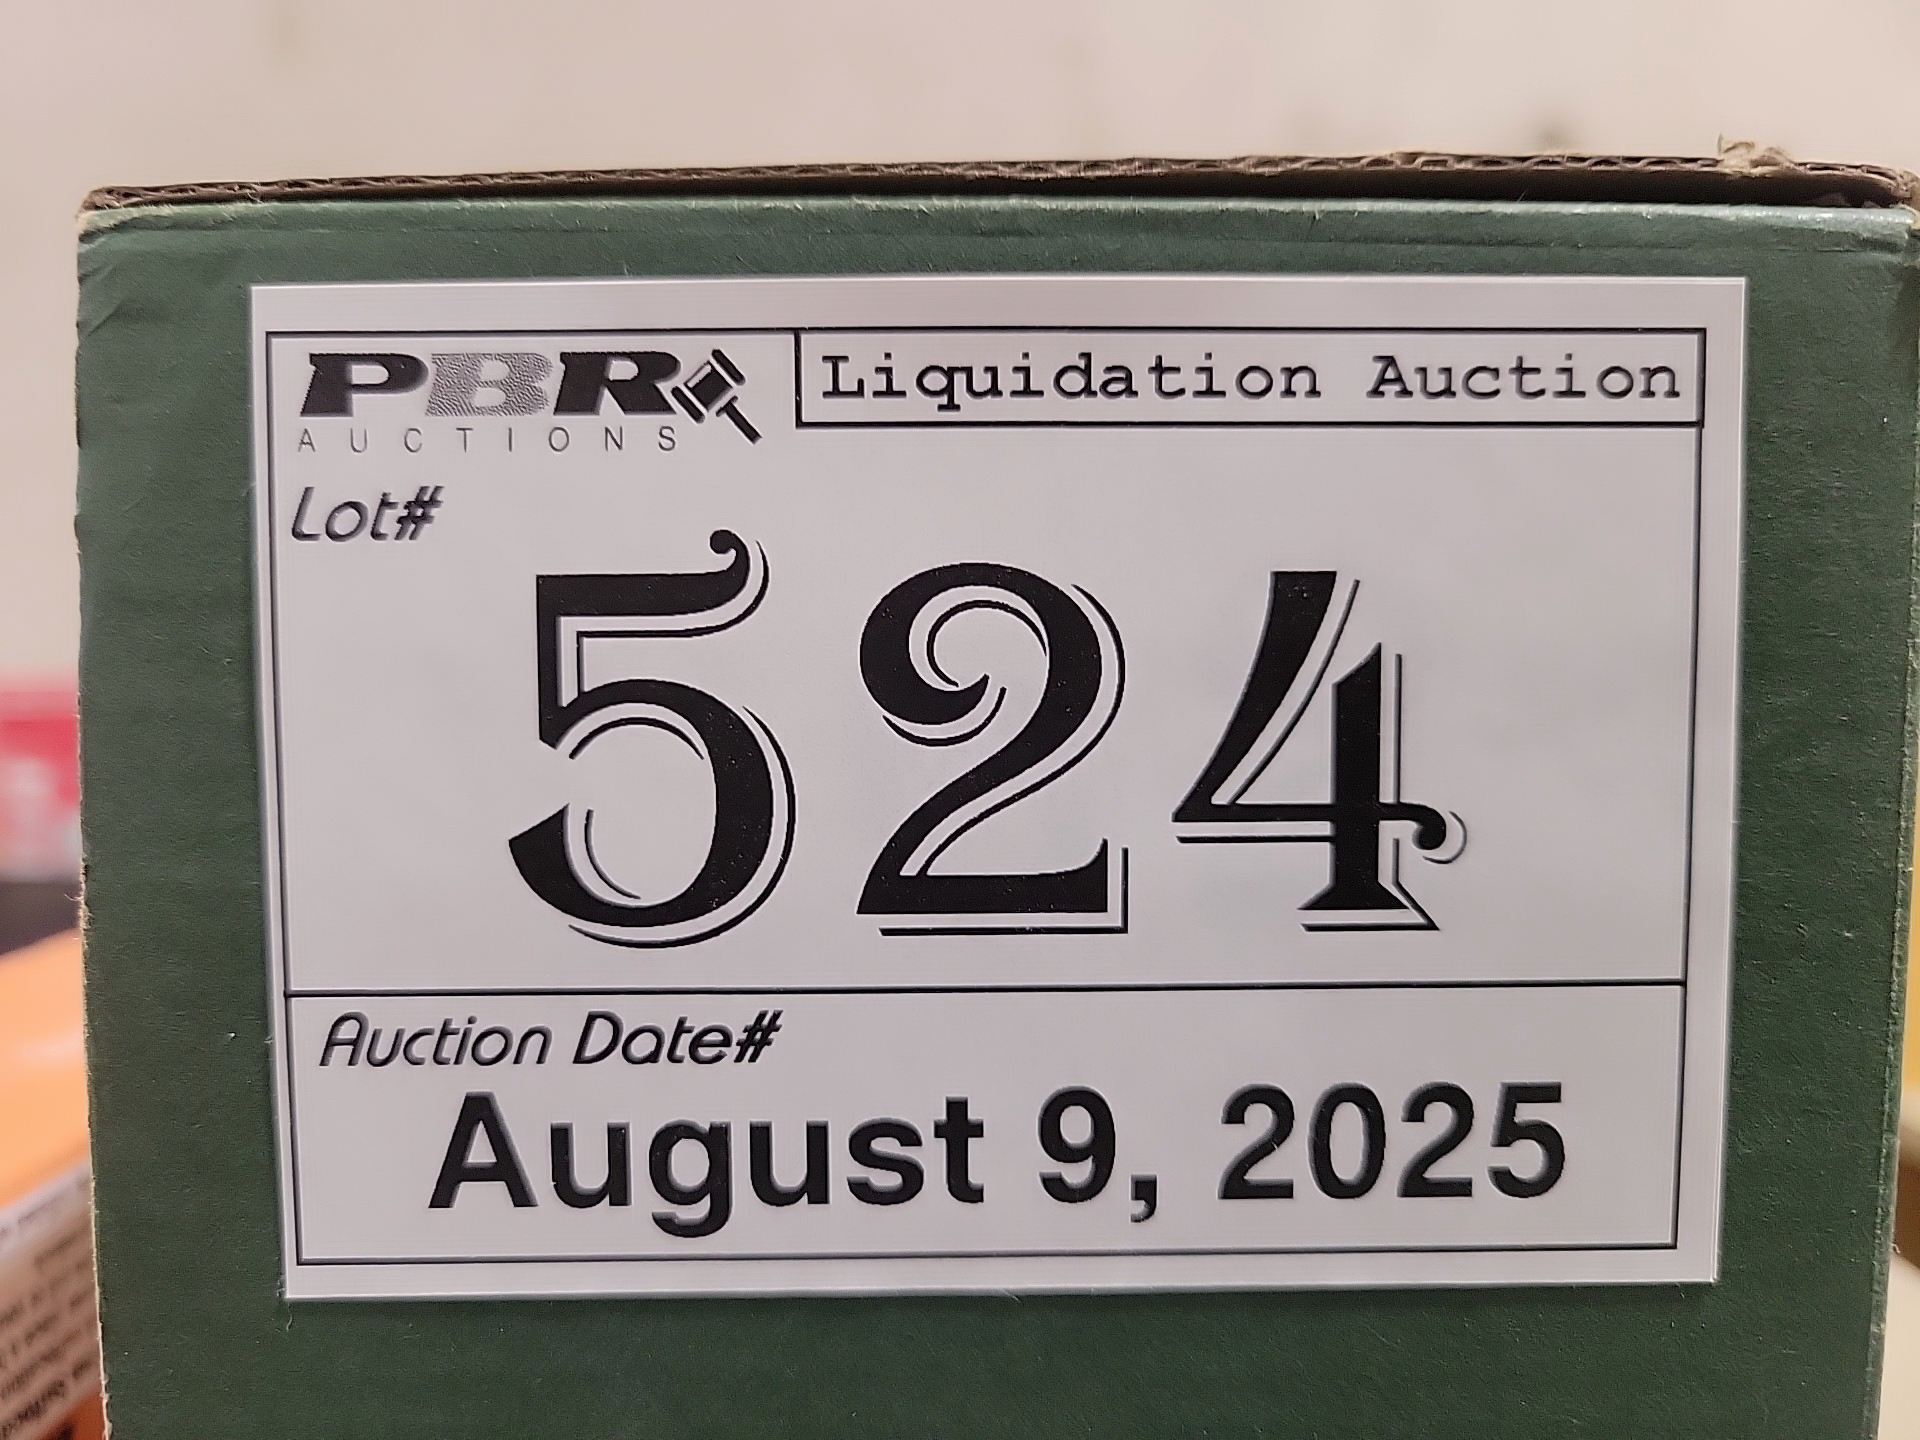 PBR
AUCTIONS
Liquidation Auction
Lot#
524
Auction Date#
August 9, 2025